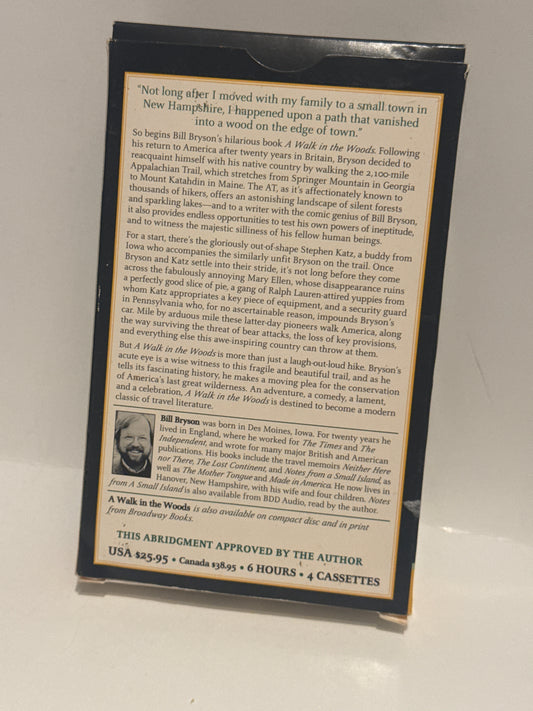 "Not long after I moved with my family to a small town in
New Hampshire, I happened upon a path that vanished
into a wood on the edge of town."
So begins Bill Bryson's hilarious book A Walk in the Woods. Following
his return to America after twenty years in Britain, Bryson decided to
reacquaint himself with his native country by walking the 2,100-mile
Appalachian Trail, which stretches from Springer Mountain in Georgia
to Mount Katahdin in Maine. The AT, as it's affectionately known to
thousands of hikers, offers an astonishing landscape of silent forests
and sparkling lakes—and to a writer with the comic genius of Bill Bryson,
it also provides endless opportunities to test his own powers of ineptitude,
and to witness the majestic silliness of his fellow human beings.
For a start, there's the gloriously out-of-shape Stephen Katz, a buddy from
Iowa who accompanies the similarly unfit Bryson on the trail. Once
Bryson and Katz settle into their stride, it's not long before they come
across the fabulously annoying Mary Ellen, whose disappearance ruins
a perfectly good slice of pie, a gang of Ralph Lauren-attired yuppies from
whom Katz appropriates a key piece of equipment, and a security guard
in Pennsylvania who, for no ascertainable reason, impounds Bryson's
car. Mile by arduous mile these latter-day pioneers walk America, along
the way surviving the threat of bear attacks, the loss of key provisions,
and everything else this awe-inspiring country can throw at them.
But A Walk in the Woods is more than just a laugh-out-loud hike. Bryson's
acute eye is a wise witness to this fragile and beautiful trail, and as he
tells its fascinating history, he makes a moving plea for the conservation
of America's last great wilderness. An adventure, a comedy, a lament,
and a celebration, A Walk in the Woods is destined to become a modern
classic of travel literature.
Bill Bryson was born in Des Moines, Iowa. For twenty years he
lived in England, where he worked for The Times and The
Independent, and wrote for many major British and American
publications. His books include the travel memoirs Neither Here
nor There, The Lost Continent, and Notes from a Small Island, as
well as The Mother Tongue and Made in America. He now lives in
Hanover, New Hampshire, with his wife and four children. Notes
from A Small Island is also available from BDD Audio, read by the author.
A Walk in the Woods is also available on compact disc and in print
from Broadway Books.
THIS ABRIDGMENT APPROVED BY THE AUTHOR
USA $25.95 • Canada $38.95 • 6 HOURS • 4 CASSETTES